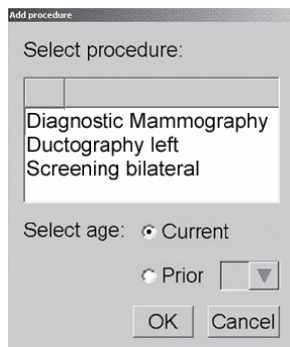 Add procedure
Select procedure:
Diagnostic Mammography
Ductography left
Screening bilateral
Select age: Current
Prior
OK Cancel